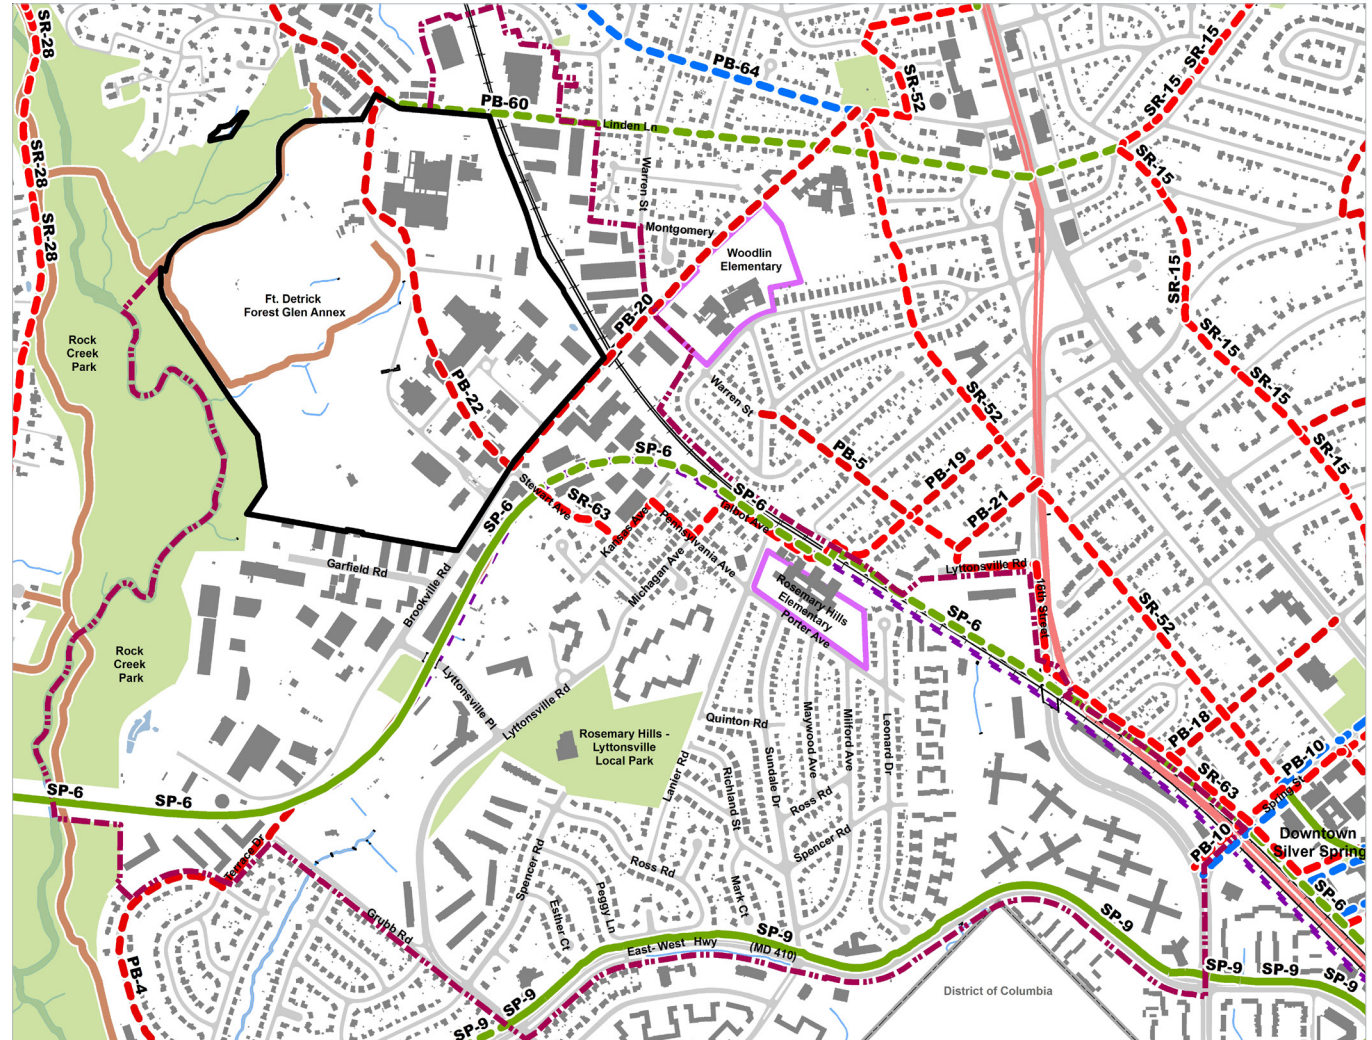 SR-28
PB-64
SR-52
SR-15
SR-15
PB-60
Linden Ln
SR-28
SR-15
Warren St
SR-28
Montgomery
Woodlin
Elementary
SR-15
Ft. Detrick
Forest Glen Annex
PB-20
Rock
Creek
Park
SR-15
PB-22
Warren St
SR-52
SR-15
SP-6
PB-5
PB-19
SR-15
Stewart Ave
SR-63
SP-6
SP-6
Talbot Ave
PB-21
Kansas Ave
Pennsylvania Ave
Garfield Rd
Michagan Ave
Lyttonsville Rd
Brookville Rd
Rosemary Hills
Elementary
Porter Ave
16th Street
SP-6
SR-52
Rock
Creek
Park
Lyttonsville Pl
Lyttonsville Rd
Quinton Rd
Rosemary Hills -
Lyttonsville
Local Park
Maywood Ave
Milford Ave
Leonard Dr
PB-18
Sundale Dr
Lanier Rd
PB-10
SP-6
SP-6
Richland St
Ross Rd
SR-63
Spring St
Terrace Dr
Spencer Rd
PB-10
Downtown
Silver Spring
Spencer Rd
Ross Rd
Mark Ct
Peggy Ln
Esther Ct
SP-6
Grubb Rd
SP-9
East-West Hwy
(MD 410)
SP-9
PB-4
SP-9
SP-9
SP-9
SP-9
SP-9
District of Columbia